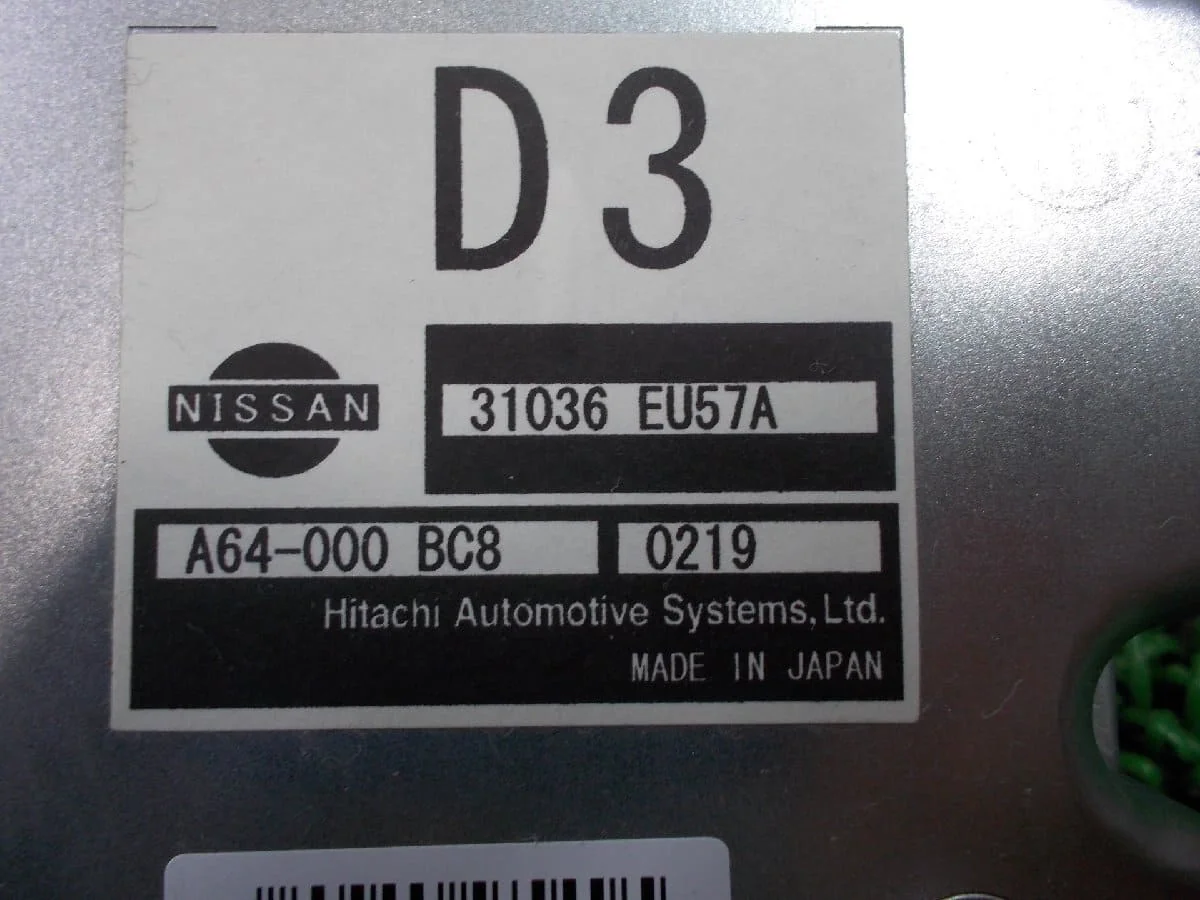 D3
NISSAN
31036 EU57A
A64-000 BC8
0219
Hitachi Automotive Systems, Ltd.
MADE IN JAPAN